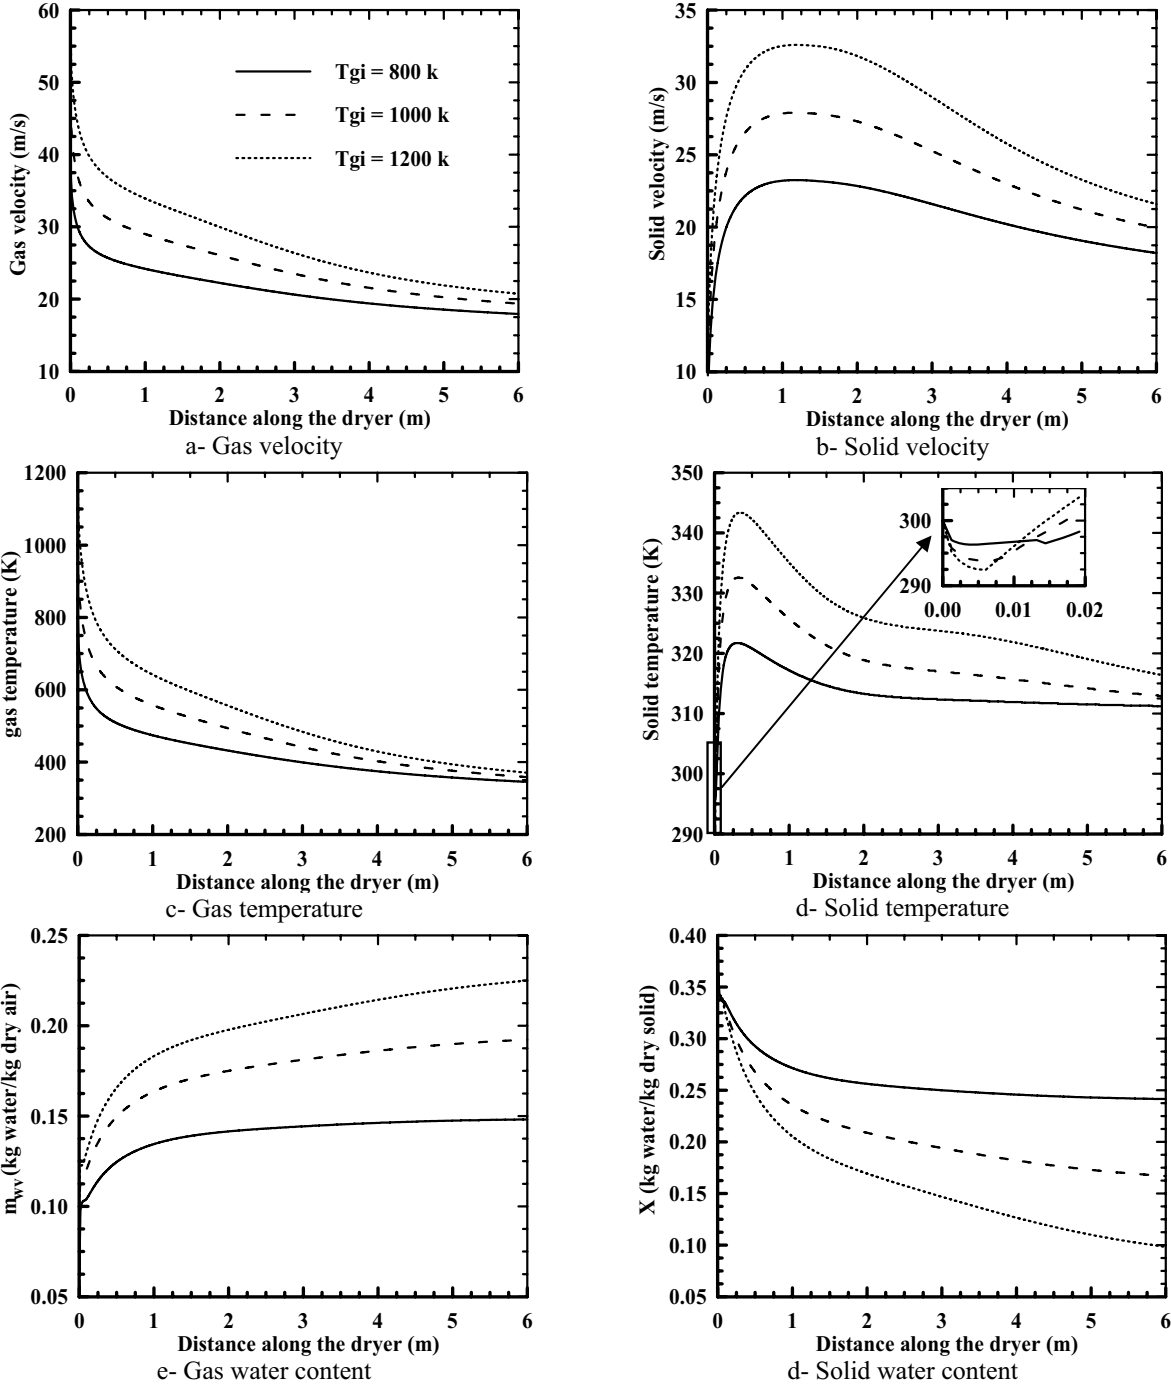 60
50
40
30
20
10
Gas velocity (m/s)
Tgi = 800 k
Tgi = 1000 k
Tgi = 1200 k
0 1 2 3 4 5 6
Distance along the dryer (m)
a- Gas velocity
35
30
25
20
15
10
Solid velocity (m/s)
0 1 2 3 4 5 6
Distance along the dryer (m)
b- Solid velocity
1200
1000
800
600
400
200
gas temperature (K)
0 1 2 3 4 5 6
Distance along the dryer (m)
c- Gas temperature
350
340
330
320
310
300
290
Solid temperature (K)
300
290
0.00 0.01 0.02
0 1 2 3 4 5 6
Distance along the dryer (m)
d- Solid temperature
0.25
0.20
0.15
0.10
0.05
mwv (kg water/kg dry air)
0 1 2 3 4 5 6
Distance along the dryer (m)
e- Gas water content
0.40
0.35
0.30
0.25
0.20
0.15
0.10
0.05
X (kg water/kg dry solid)
0 1 2 3 4 5 6
Distance along the dryer (m)
d- Solid water content